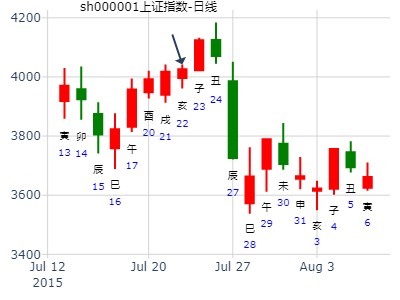 sh000001上证指数-日线
4200
4000
3800
3600
3400
寅
13
卯
14
辰
15
巳
16
午
17
酉
20
戌
21
亥
22
子
23
丑
24
辰
27
巳
28
午
29
未
30
申
31
亥
3
子
4
丑
5
寅
6
Jul 12
2015
Jul 20
Jul 27
Aug 3